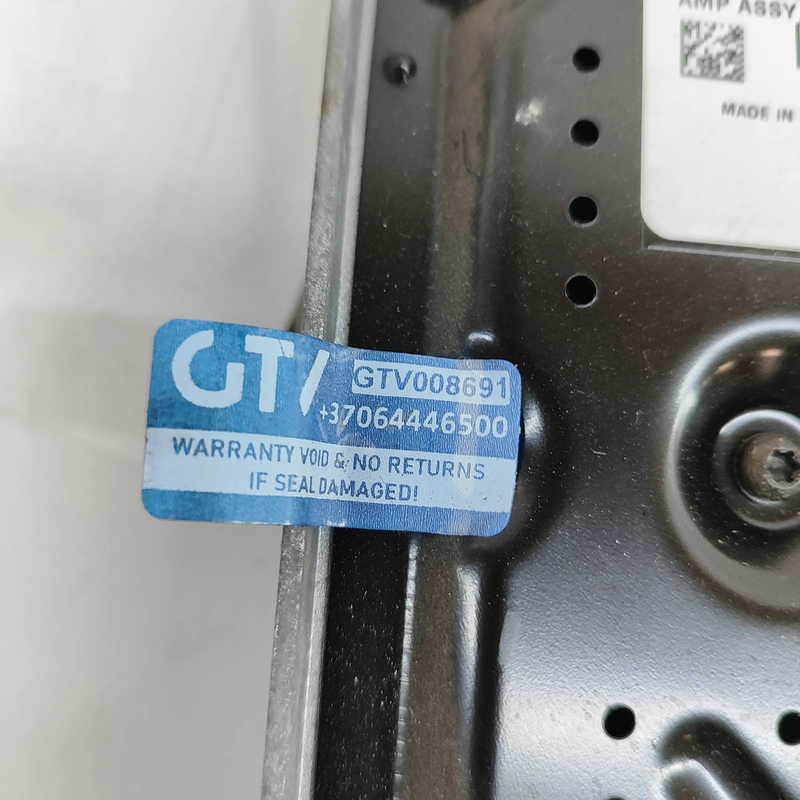 AMP ASSY
MADE IN
GTV
GTV008691
+37064446500
WARRANTY VOID & NO RETURNS
IF SEAL DAMAGED!